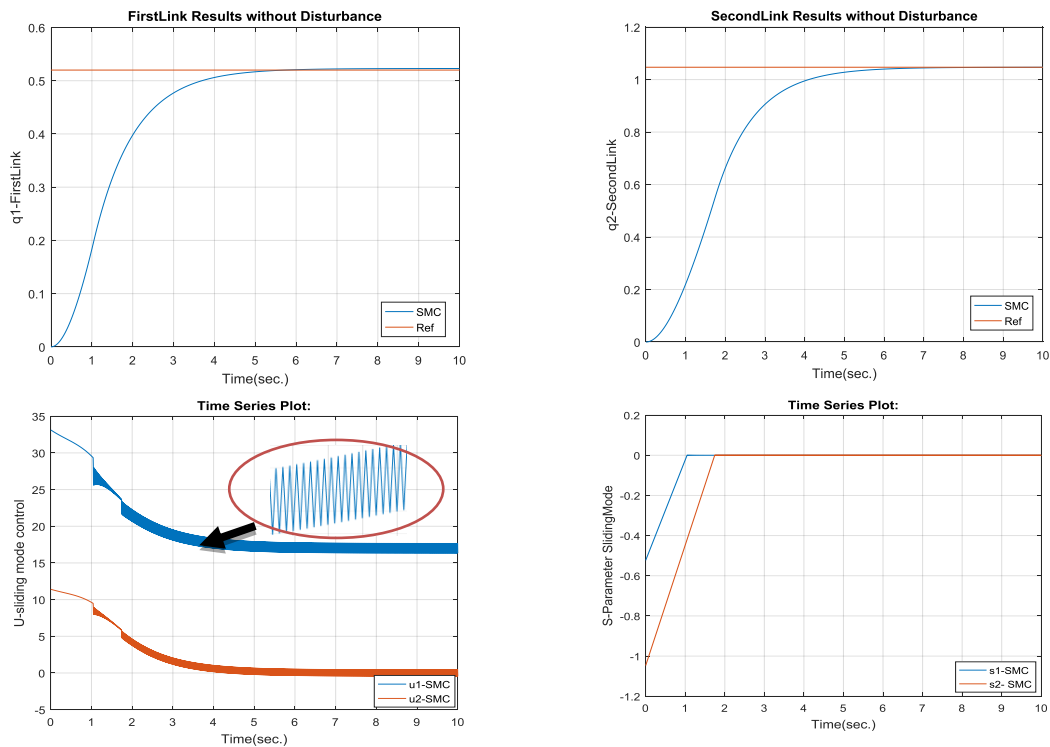 FirstLink Results without Disturbance
0.6
0.5
0.4
0.3
0.2
0.1
0
q1-FirstLink
SMC
Ref
0 1 2 3 4 5 6 7 8 9 10
Time(sec.)
SecondLink Results without Disturbance
1.2
1
0.8
0.6
0.4
0.2
0
q2-SecondLink
SMC
Ref
0 1 2 3 4 5 6 7 8 9 10
Time(sec.)
Time Series Plot:
35
30
25
20
15
10
5
0
-5
U-sliding mode control
u1-SMC
u2-SMC
0 1 2 3 4 5 6 7 8 9 10
Time(sec.)
Time Series Plot:
0.2
0
-0.2
-0.4
-0.6
-0.8
-1
-1.2
S-Parameter SlidingMode
s1-SMC
s2- SMC
0 1 2 3 4 5 6 7 8 9 10
Time(sec.)